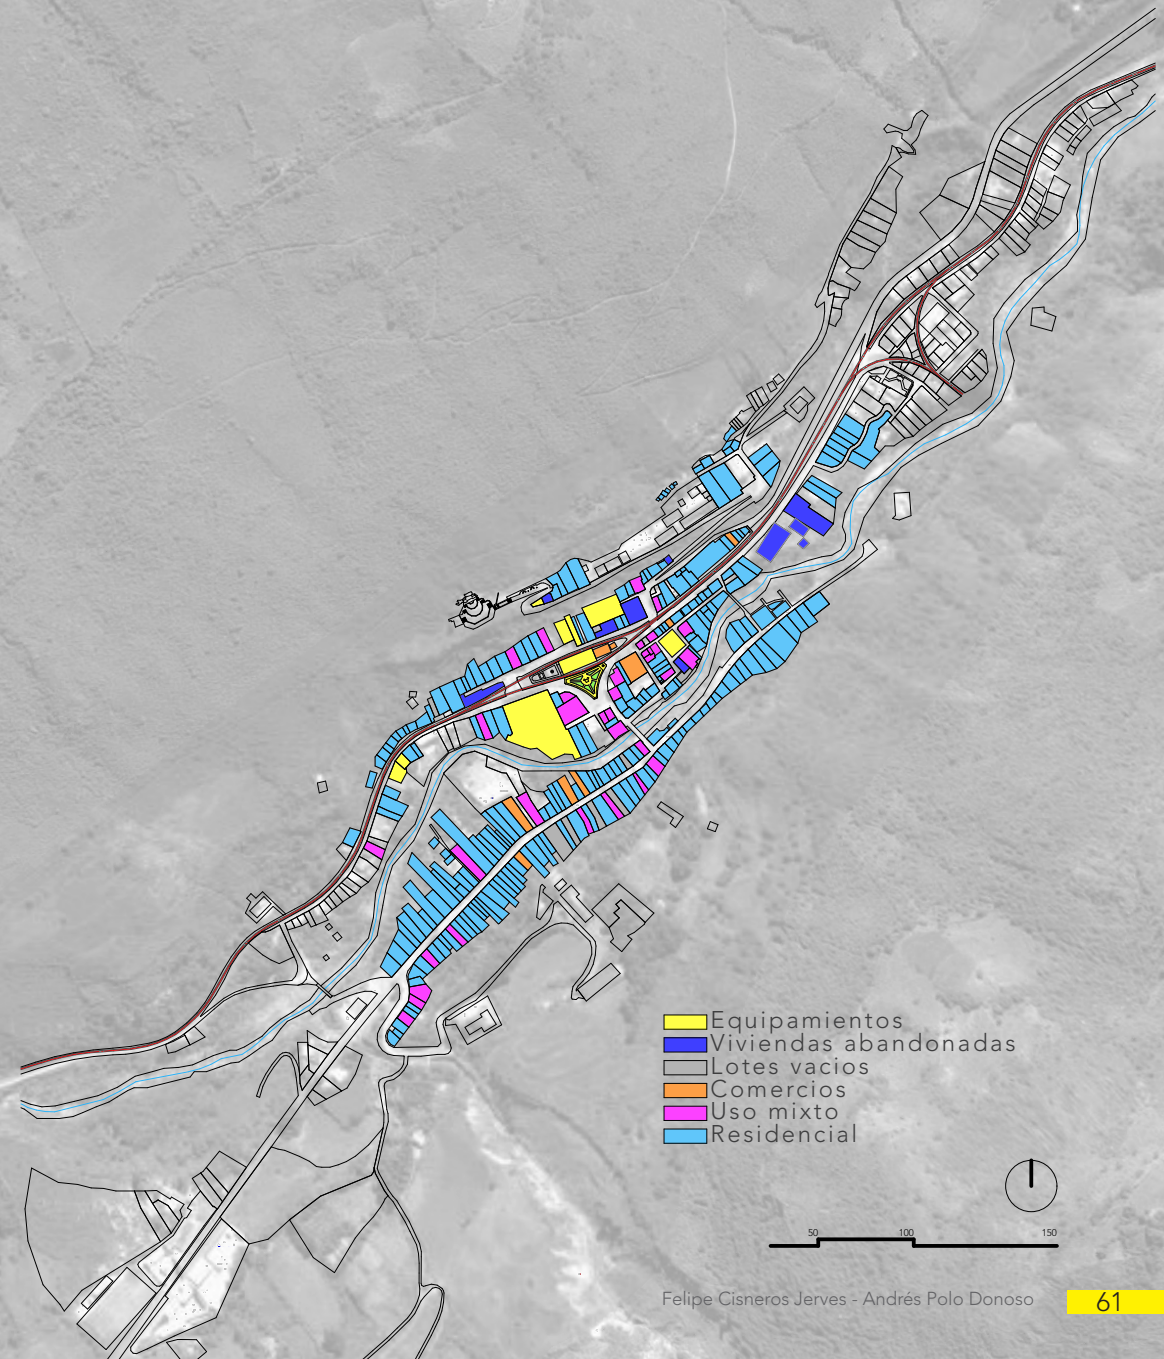 Equipamientos
Viviendas abandonadas
Lotes vacios
Comercios
Uso mixto
Residencial
50 100 150
Felipe Cisneros Jerves - Andrés Polo Donoso 61